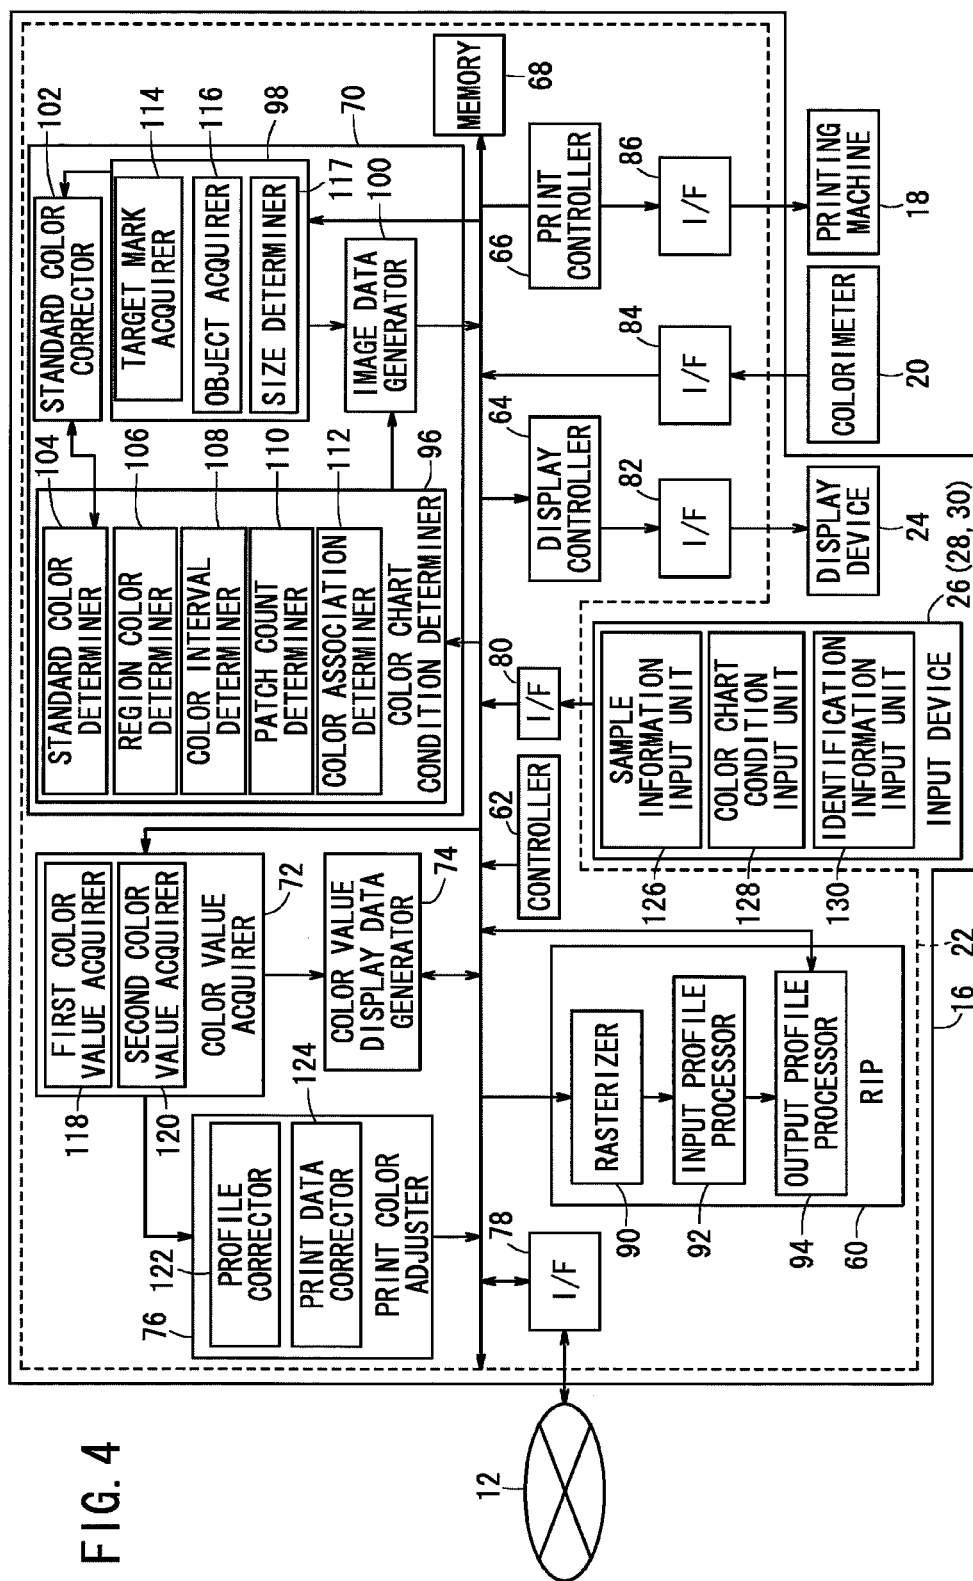 FIG. 4
12
76
122
PROFILE
CORRECTOR
PRINT DATA
CORRECTOR
124
PRINT COLOR
ADJUSTER
118
FIRST COLOR
VALUE ACQUIRER
120
SECOND COLOR
VALUE ACQUIRER
COLOR VALUE
ACQUIRER
72
COLOR VALUE
DISPLAY DATA
GENERATOR
74
104
STANDARD COLOR
DETERMINER
REGION COLOR
DETERMINER
106
COLOR INTERVAL
DETERMINER
108
PATCH COUNT
DETERMINER
110
COLOR ASSOCIATION
DETERMINER
112
COLOR CHART
CONDITION DETERMINER
96
STANDARD COLOR
CORRECTOR
102
TARGET MARK
ACQUIRER
114
OBJECT ACQUIRER
116
SIZE DETERMINER
117
98
IMAGE DATA
GENERATOR
100
70
MEMORY
68
78
I/F
RASTERIZER
90
INPUT PROFILE
PROCESSOR
92
OUTPUT PROFILE
PROCESSOR
94
RIP
60
CONTROLLER
62
I/F
80
DISPLAY
CONTROLLER
64
I/F
82
I/F
84
66
PRINT
CONTROLLER
I/F
86
SAMPLE
INFORMATION
INPUT UNIT
126
COLOR CHART
CONDITION
INPUT UNIT
128
IDENTIFICATION
INFORMATION
INPUT UNIT
130
INPUT DEVICE
26 (28, 30)
DISPLAY
DEVICE
24
COLORIMETER
20
PRINTING
MACHINE
18
16
22